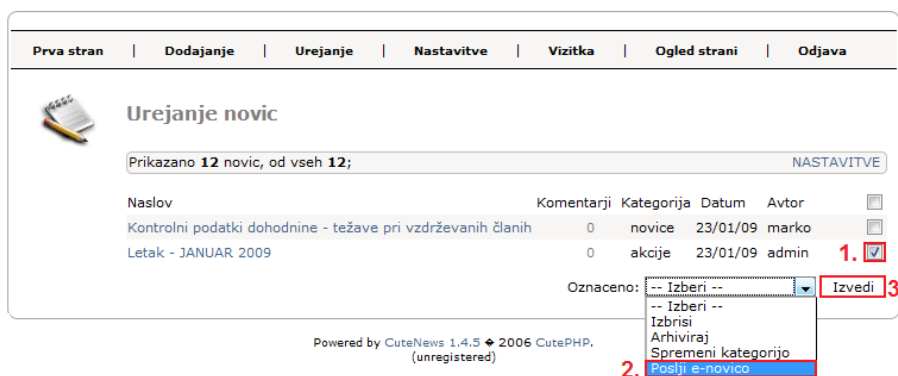 Prva stran | Dodajanje | Urejanje | Nastavitve | Vizitka | Ogled strani | Odjava
Urejanje novic
Prikazano 12 novic, od vseh 12; NASTAVITVE
Naslov Komentarji Kategorija Datum Avtor
Kontrolni podatki dohodnine - težave pri vzdrževanih članih 0 novice 23/01/09 marko
Letak - JANUAR 2009 0 akcije 23/01/09 admin 1.
Oznaceno: -- Izberi -- Izvedi 3
-- Izberi --
Izbrisi
Arhiviraj
Spremeni kategorijo
2. Poslji e-novico
Powered by CuteNews 1.4.5 � 2006 CutePHP.
(unregistered)